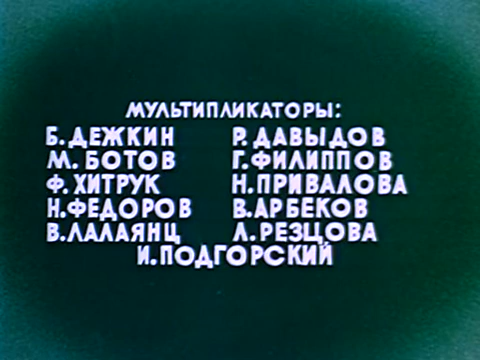 МУЛЬТИПЛИКАТОРЫ:
Б. ДЕЖКИН Р. ДАВЫДОВ
М. БОТОВ Г. ФИЛИППОВ
Ф. ХИТРУК Н. ПРИВАЛОВА
Н. ФЕДОРОВ В. АРБЕКОВ
В. ЛАЛАЯНЦ Л. РЕЗЦОВА
И. ПОДГОРСКИЙ